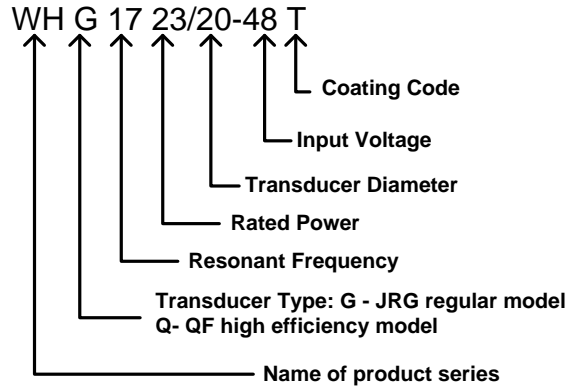 WH G 17 23/20-48 T
Coating Code
Input Voltage
Transducer Diameter
Rated Power
Resonant Frequency
Transducer Type: G - JRG regular model
Q- QF high efficiency model
Name of product series